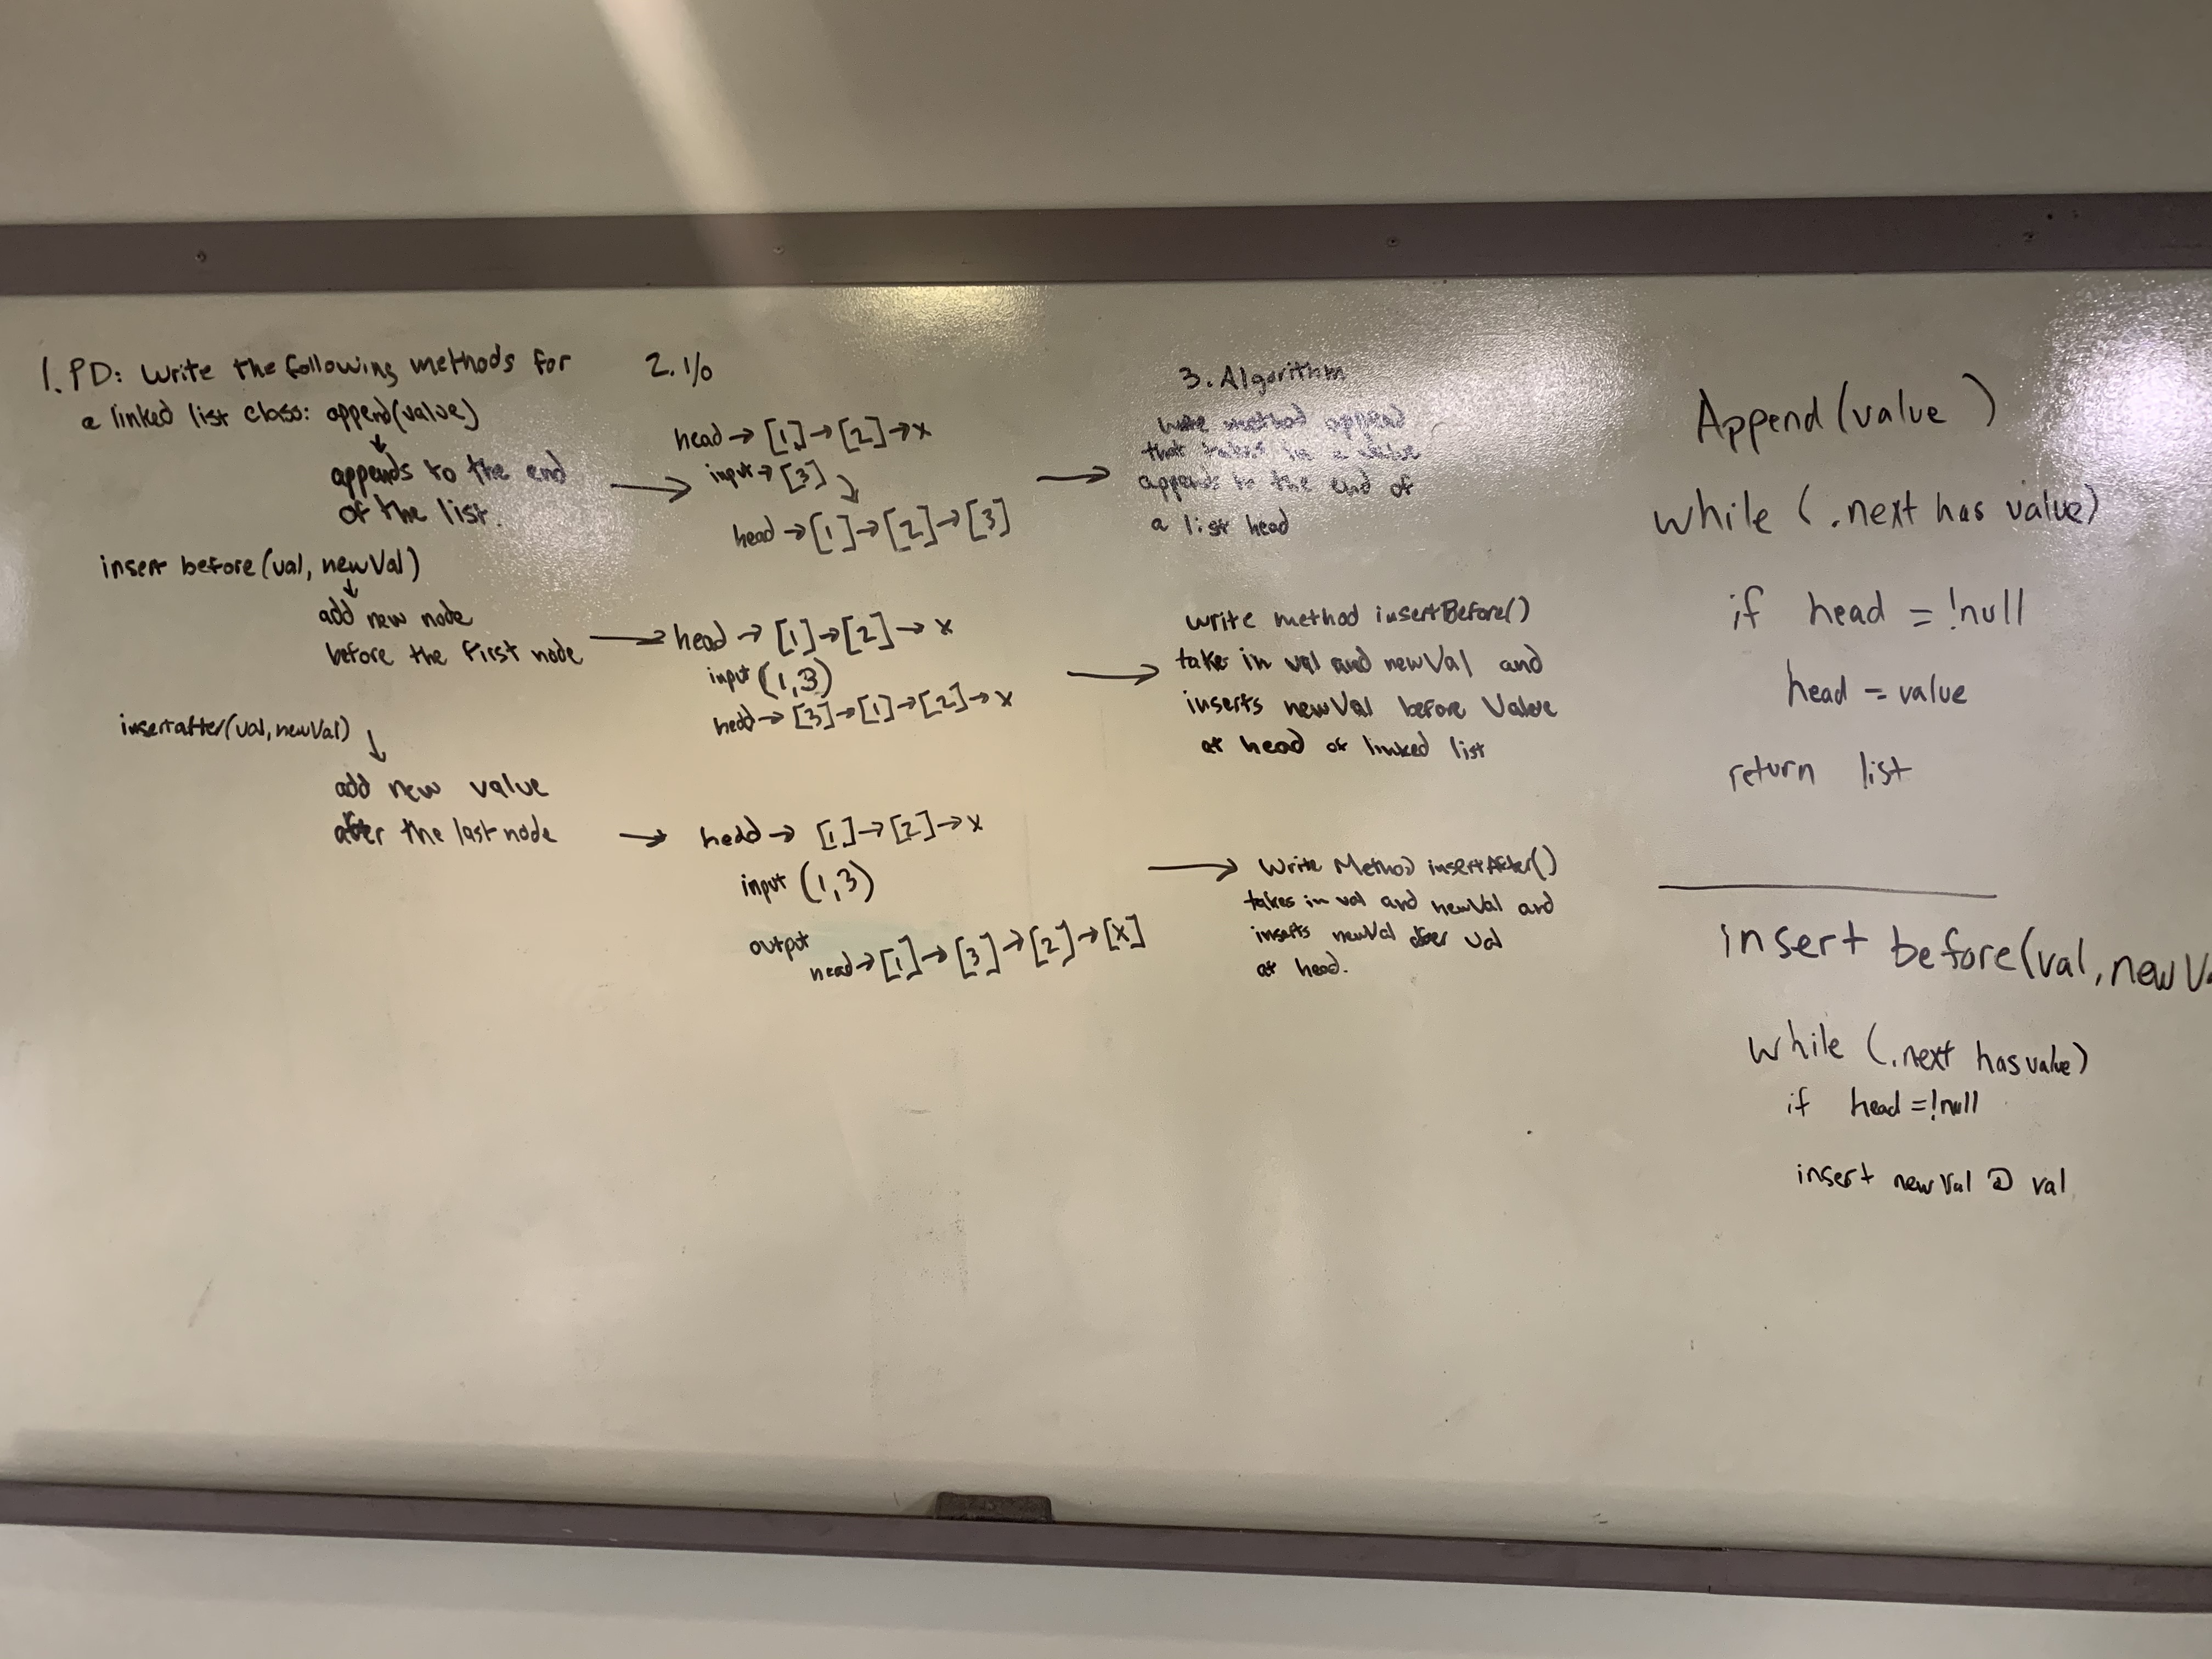 1. PD: Write the following methods for
a linked list class: append(value)
↓
appends to the end
of the list.
insert before(val, newVal)
↓
add new node
before the first node
insertafter(val, newVal)
↓
add new value
after the last node
2. I/O
head → [1] → [2] → x
input → [3]
head → [1] → [2] → [3]
head → [1] → [2] → x
input (1,3)
head → [3] → [1] → [2] → x
head → [1] → [2] → x
input (1,3)
output
head → [1] → [3] → [2] → [x]
3. Algorithm
write method append
that takes in a value
appends to the end of
a list head
write method insertBefore()
takes in val and newVal and
inserts newVal before Value
at head of linked list
Write Method insertAfter()
takes in val and newVal and
inserts newVal after val
at head.
Append(value)
while (.next has value)
if head = !null
head = value
return list
insert before(val, newVa
while (.next has value)
if head = !null
insert newVal @ val